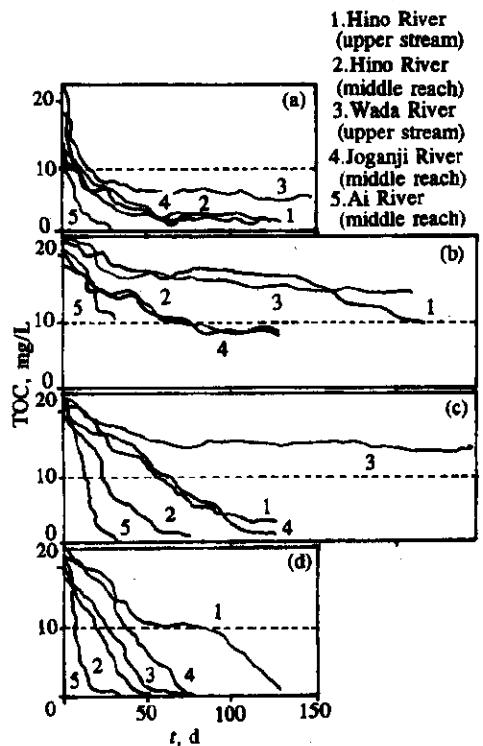 1.Hino River
(upper stream)
2.Hino River
(middle reach)
3.Wada River
(upper stream)
4.Joganji River
(middle reach)
5.Ai River
(middle reach)
(a)
20
10
0
5
4
2
3
1
(b)
20
10
0
5
2
4
3
1
(c)
20
10
0
5
2
3
1
4
(d)
20
10
0
5
2
3
4
1
TOC, mg/L
0 50 100 150
t, d